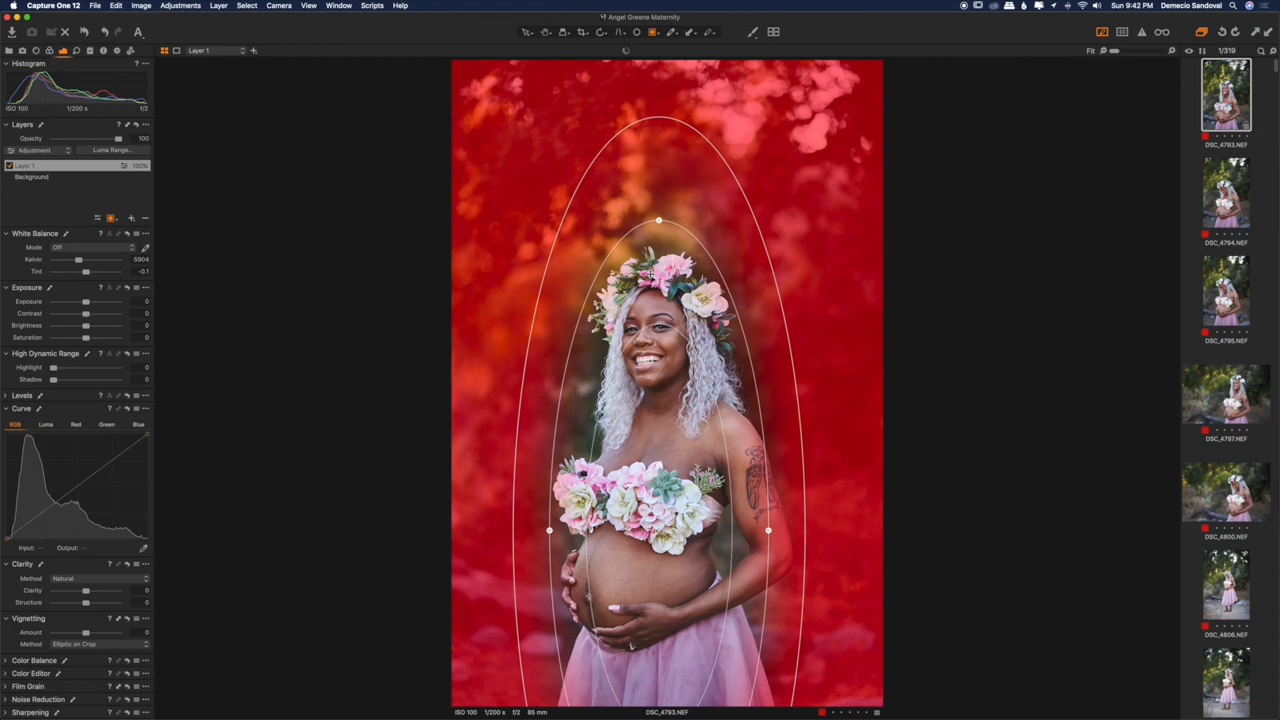 Capture One 12 File Edit Image Adjustments Layer Select Camera View Window Scripts Help Sun 9:42 PM Demecio Sandoval
Angel Greene Maternity
Layer 1 Fit 1/319
Histogram
ISO 100 1/200 s f/2
Layers
Opacity 100
Adjustment Luma Range...
Layer 1 100%
Background
White Balance
Mode Off
Kelvin 5904
Tint -0.1
Exposure
Exposure 0
Contrast 0
Brightness 0
Saturation 0
High Dynamic Range
Highlight 0
Shadow 0
Levels
Curve
RGB Luma Red Green Blue
Input: -- Output: --
Clarity
Method Natural
Clarity 0
Structure 0
Vignetting
Amount 0
Method Elliptic on Crop
Color Balance
Color Editor
Film Grain
Noise Reduction
Sharpening
ISO 100 1/200 s f/2 85 mm DSC_4793.NEF
DSC_4793.NEF
DSC_4794.NEF
DSC_4795.NEF
DSC_4797.NEF
DSC_4800.NEF
DSC_4806.NEF